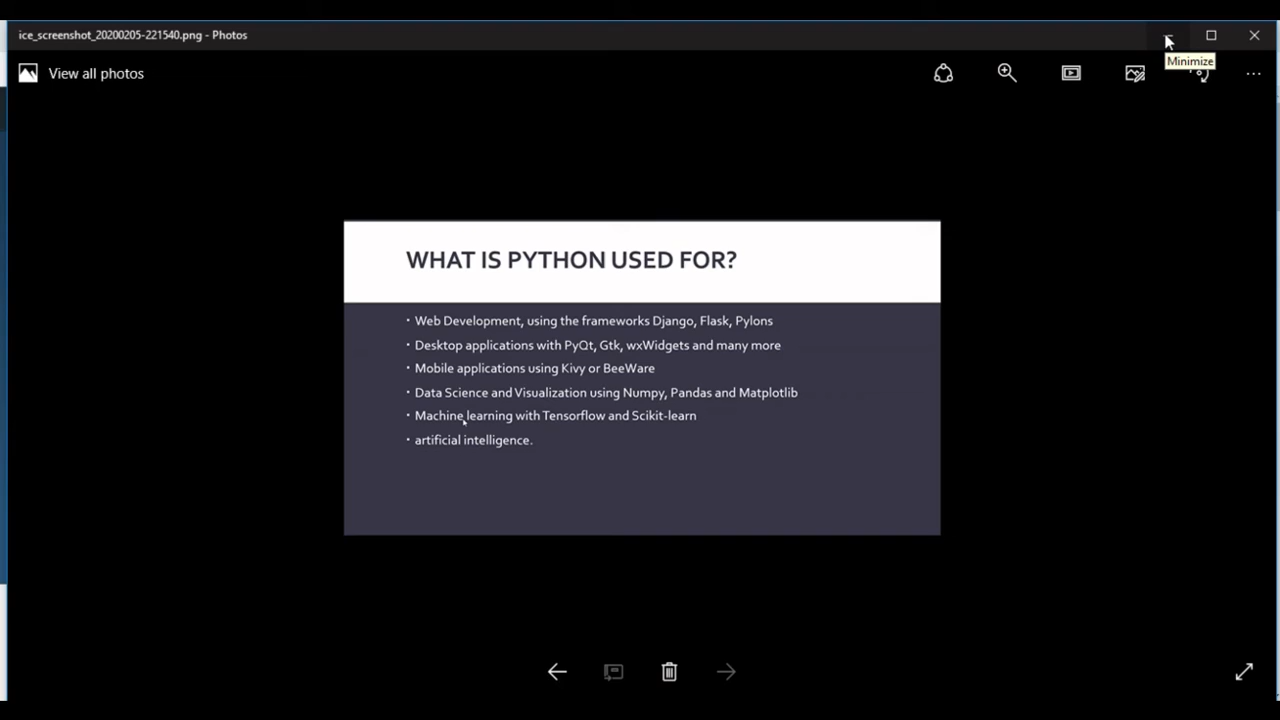 ice_screenshot_20200205-221540.png - Photos
Minimize
View all photos
WHAT IS PYTHON USED FOR?
• Web Development, using the frameworks Django, Flask, Pylons
• Desktop applications with PyQt, Gtk, wxWidgets and many more
• Mobile applications using Kivy or BeeWare
• Data Science and Visualization using Numpy, Pandas and Matplotlib
• Machine learning with Tensorflow and Scikit-learn
• artificial intelligence.